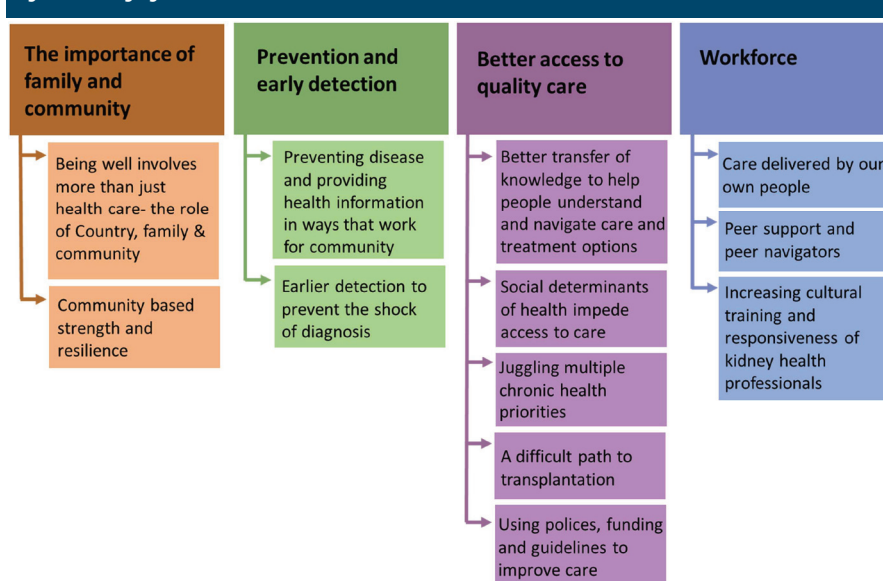 The importance of
family and
community
Being well involves
more than just
health care- the role
of Country, family &
community
Community based
strength and
resilience
Prevention and
early detection
Preventing disease
and providing
health information
in ways that work
for community
Earlier detection to
prevent the shock
of diagnosis
Better access to
quality care
Better transfer of
knowledge to help
people understand
and navigate care and
treatment options
Social determinants
of health impede
access to care
Juggling multiple
chronic health
priorities
A difficult path to
transplantation
Using polices, funding
and guidelines to
improve care
Workforce
Care delivered by our
own people
Peer support and
peer navigators
Increasing cultural
training and
responsiveness of
kidney health
professionals